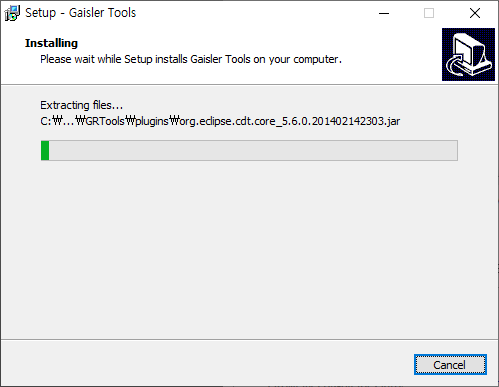 Setup - Gaisler Tools
Installing
Please wait while Setup installs Gaisler Tools on your computer.
Extracting files...
C:₩...₩GRTools₩plugins₩org.eclipse.cdt.core_5.6.0.201402142303.jar
Cancel